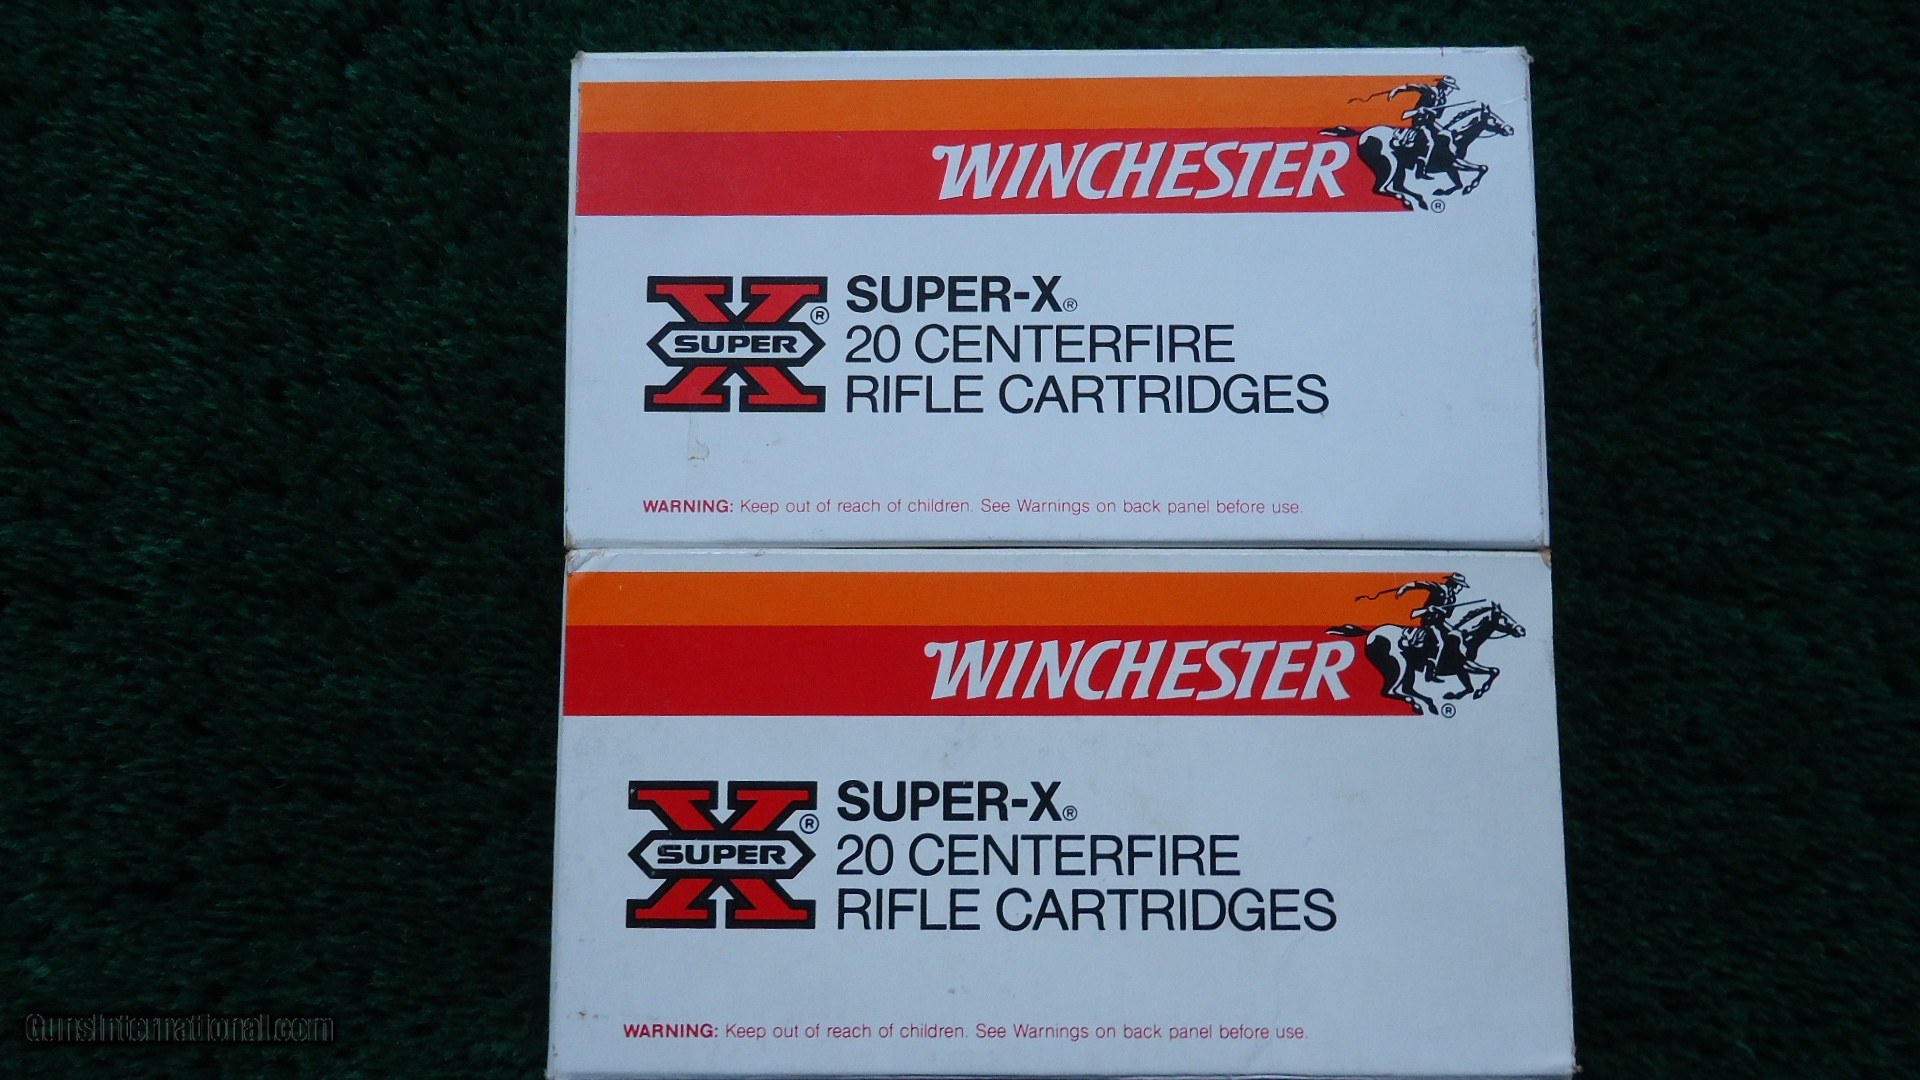 WINCHESTER
®
X
SUPER
®
SUPER-X®
20 CENTERFIRE
RIFLE CARTRIDGES
WARNING: Keep out of reach of children. See Warnings on back panel before use.
WINCHESTER
®
X
SUPER
®
SUPER-X®
20 CENTERFIRE
RIFLE CARTRIDGES
WARNING: Keep out of reach of children. See Warnings on back panel before use.
GunsInternational.com